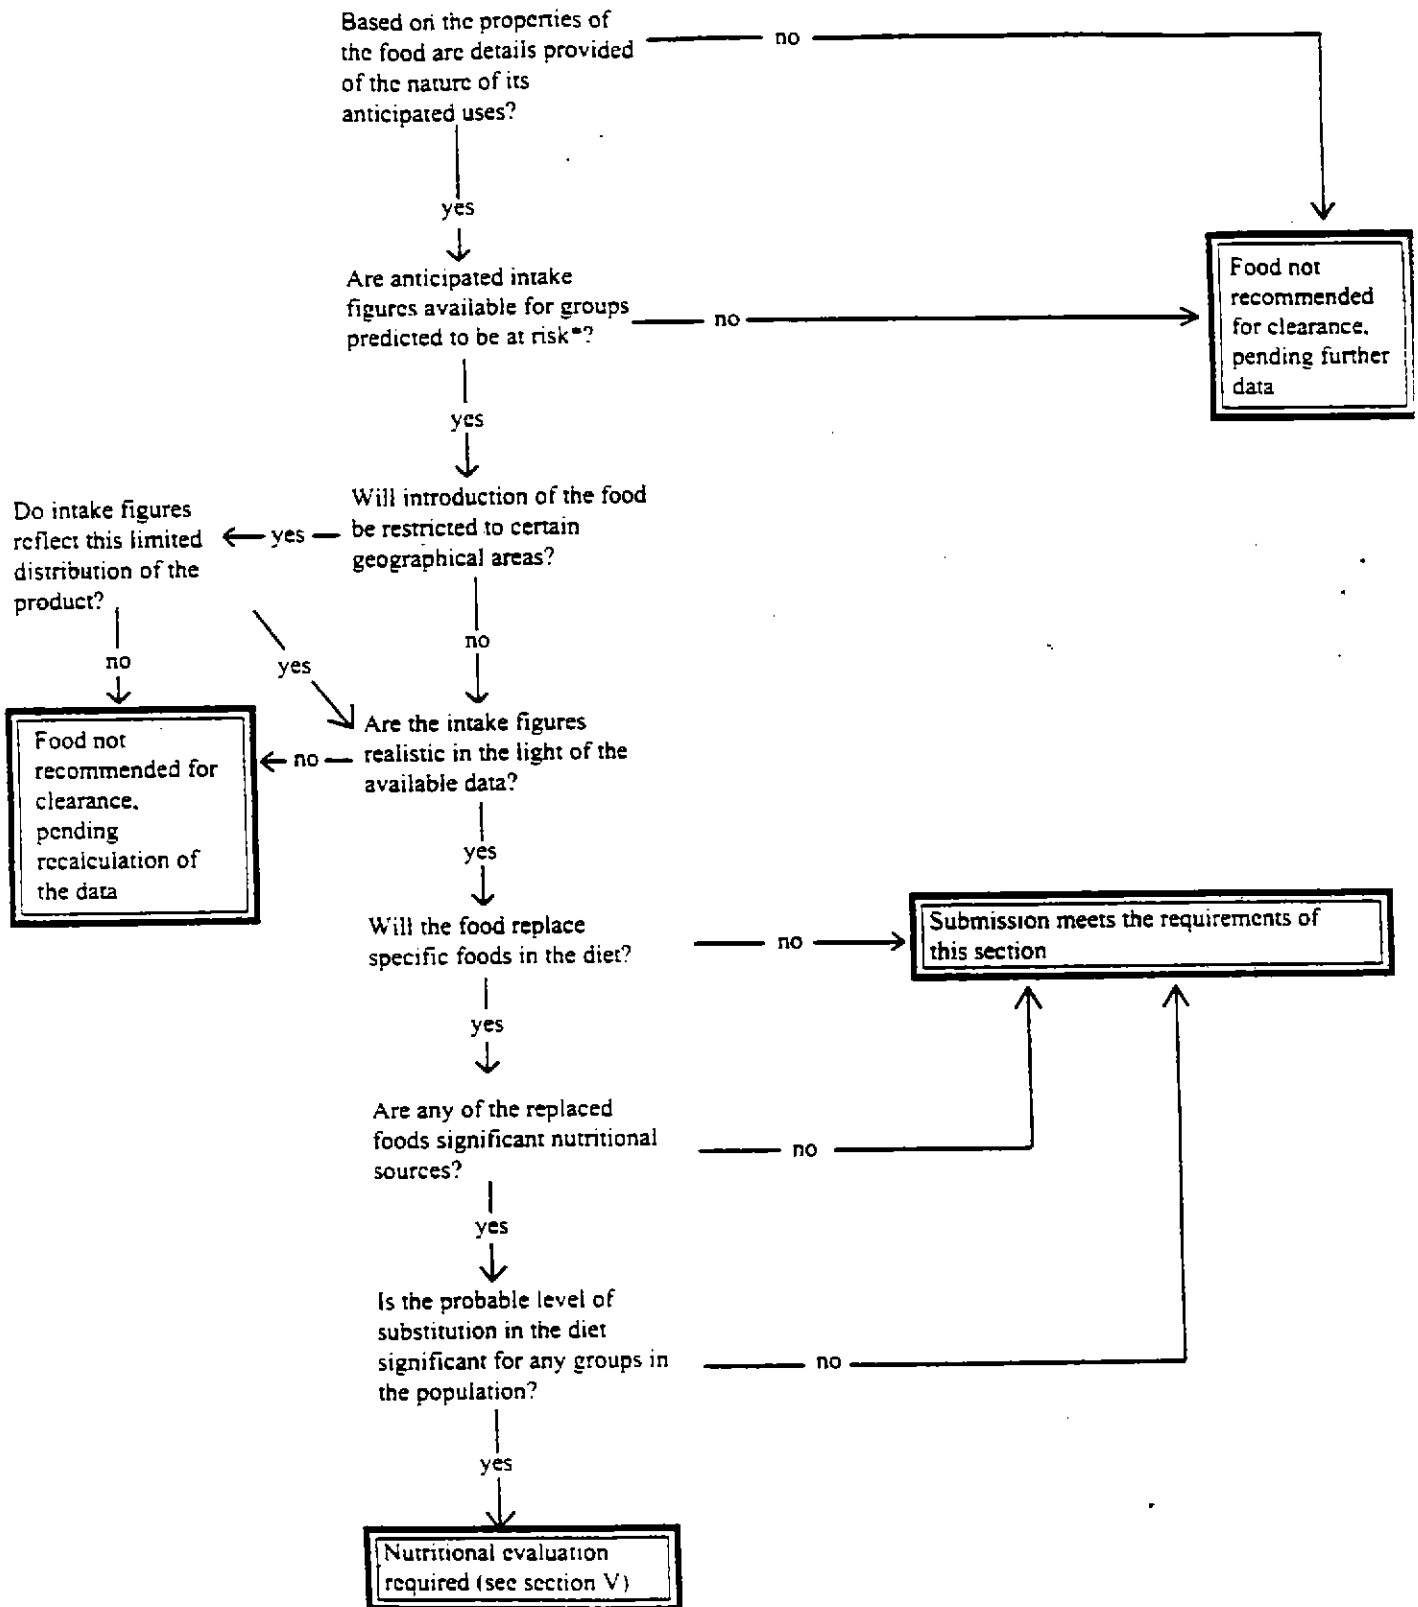 Based on the properties of
the food are details provided
of the nature of its
anticipated uses?
no
yes
Are anticipated intake
figures available for groups
predicted to be at risk*?
no
Food not
recommended
for clearance,
pending further
data
yes
Will introduction of the food
be restricted to certain
geographical areas?
yes
Do intake figures
reflect this limited
distribution of the
product?
no
yes
no
Are the intake figures
realistic in the light of the
available data?
no
Food not
recommended for
clearance,
pending
recalculation of
the data
yes
Will the food replace
specific foods in the diet?
no
Submission meets the requirements of
this section
yes
Are any of the replaced
foods significant nutritional
sources?
no
yes
Is the probable level of
substitution in the diet
significant for any groups in
the population?
no
yes
Nutritional evaluation
required (see section V)